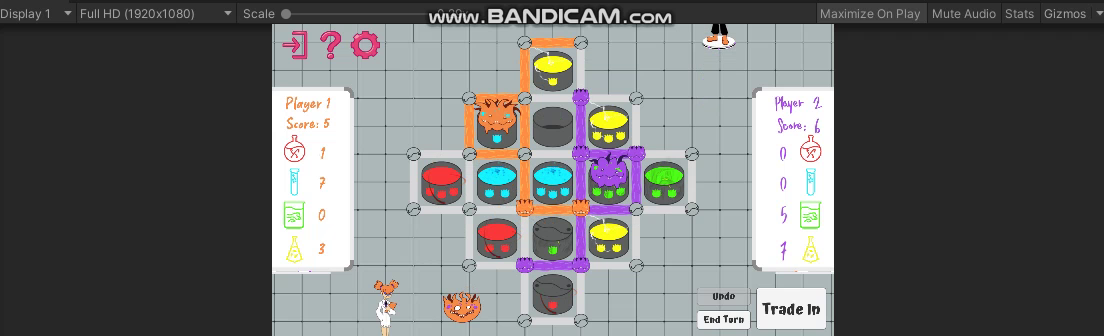 Display 1 Full HD (1920x1080) Scale
www.BANDICAM.com
Maximize On Play Mute Audio Stats Gizmos
?
Player 1
Score: 5
1
7
0
3
Player 2
Score: 6
0
0
5
7
Undo
End Turn
Trade In